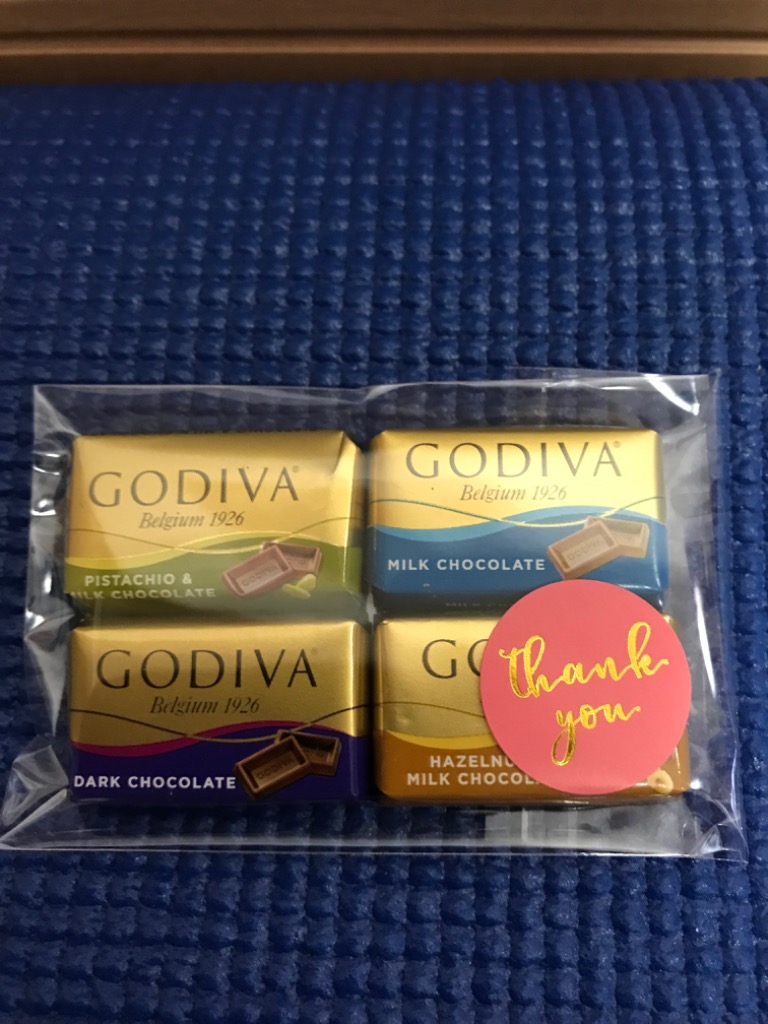 GODIVA
Belgium 1926
PISTACHIO &
MILK CHOCOLATE
GODIVA
Belgium 1926
MILK CHOCOLATE
GODIVA
Belgium 1926
DARK CHOCOLATE
thank
you